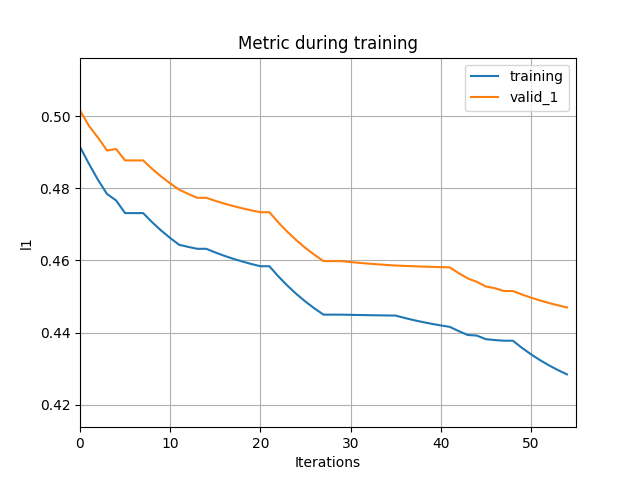 Metric during training
training
valid_1
0.50
0.48
0.46
0.44
0.42
l1
0 10 20 30 40 50
Iterations